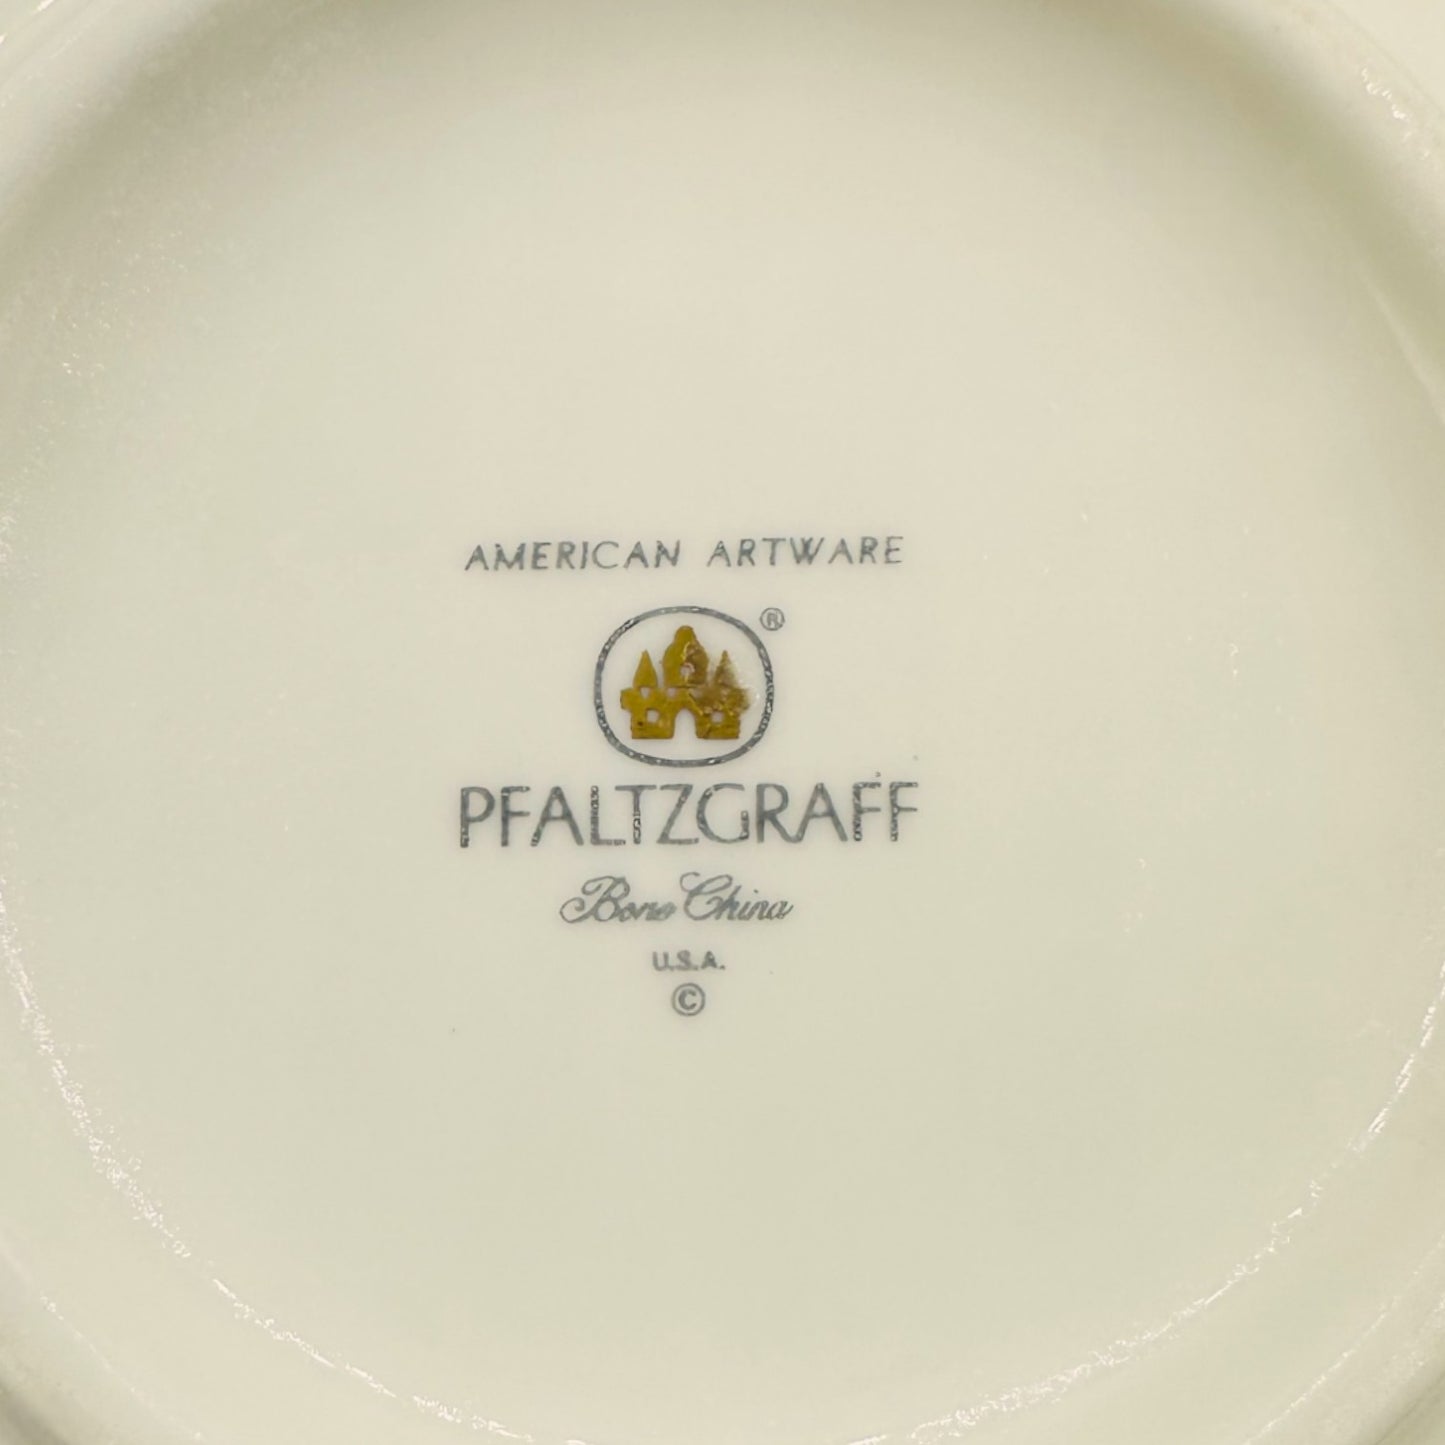 AMERICAN ARTWARE
®
PFALTZGRAFF
Bone China
U.S.A.
©